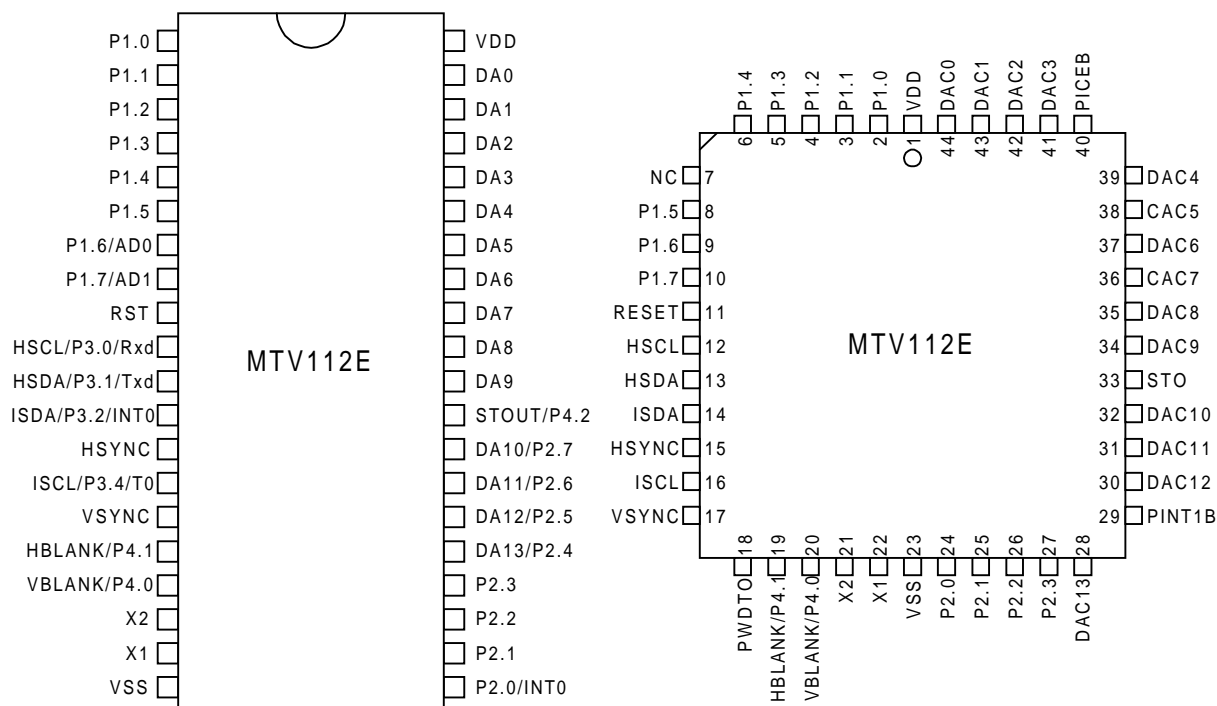 P1.0
P1.1
P1.2
P1.3
P1.4
P1.5
P1.6/AD0
P1.7/AD1
RST
HSCL/P3.0/Rxd
HSDA/P3.1/Txd
ISDA/P3.2/INT0
HSYNC
ISCL/P3.4/T0
VSYNC
HBLANK/P4.1
VBLANK/P4.0
X2
X1
VSS
MTV112E
VDD
DA0
DA1
DA2
DA3
DA4
DA5
DA6
DA7
DA8
DA9
STOUT/P4.2
DA10/P2.7
DA11/P2.6
DA12/P2.5
DA13/P2.4
P2.3
P2.2
P2.1
P2.0/INT0
P1.4
P1.3
P1.2
P1.1
P1.0
VDD
DAC0
DAC1
DAC2
DAC3
PICEB
6
5
4
3
2
1
44
43
42
41
40
NC 7
P1.5 8
P1.6 9
P1.7 10
RESET 11
HSCL 12
HSDA 13
ISDA 14
HSYNC 15
ISCL 16
VSYNC 17
MTV112E
39 DAC4
38 CAC5
37 DAC6
36 CAC7
35 DAC8
34 DAC9
33 STO
32 DAC10
31 DAC11
30 DAC12
29 PINT1B
18
19
20
21
22
23
24
25
26
27
28
PWDTO
HBLANK/P4.1
VBLANK/P4.0
X2
X1
VSS
P2.0
P2.1
P2.2
P2.3
DAC13